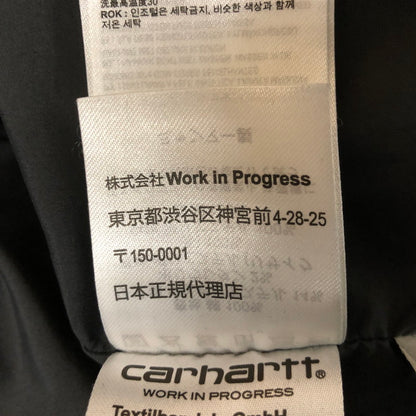 洗最高温度30
ROK : 인조털은 세탁금지, 비슷한 색상과 함께
저온 세탁
株式会社Work in Progress
東京都渋谷区神宮前4-28-25
〒150-0001
日本正規代理店
carhartt®
WORK IN PROGRESS